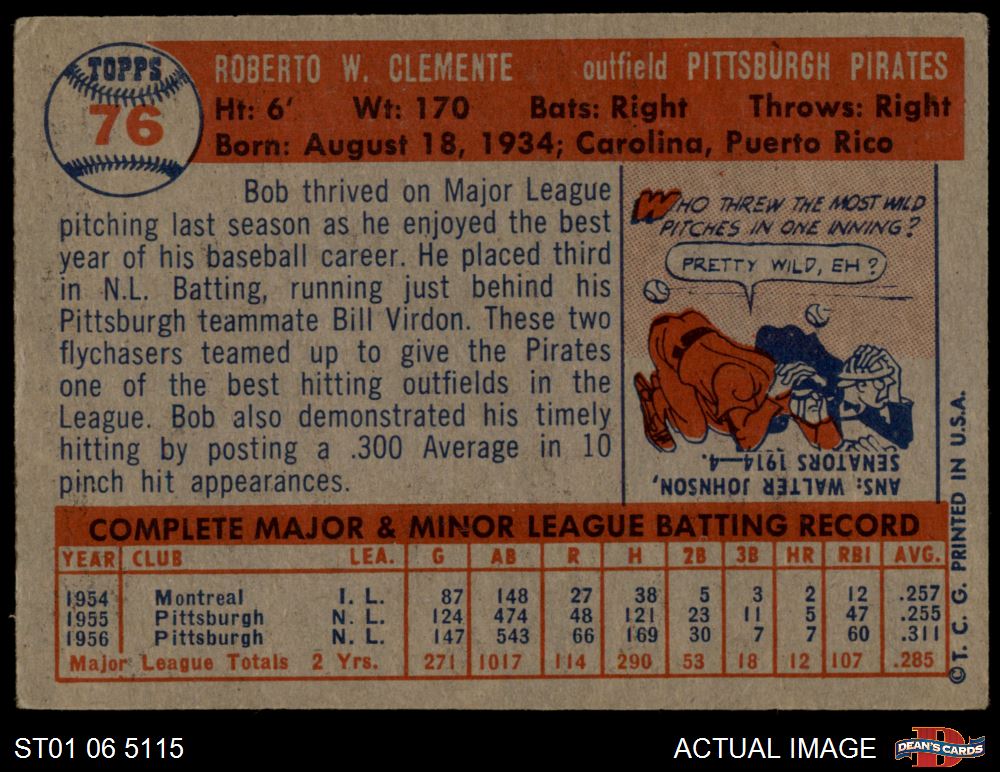 TOPPS
76
ROBERTO W. CLEMENTE outfield PITTSBURGH PIRATES
Ht: 6' Wt: 170 Bats: Right Throws: Right
Born: August 18, 1934; Carolina, Puerto Rico
Bob thrived on Major League
pitching last season as he enjoyed the best
year of his baseball career. He placed third
in N.L. Batting, running just behind his
Pittsburgh teammate Bill Virdon. These two
flychasers teamed up to give the Pirates
one of the best hitting outfields in the
League. Bob also demonstrated his timely
hitting by posting a .300 Average in 10
pinch hit appearances.
WHO THREW THE MOST WILD
PITCHES IN ONE INNING?
PRETTY WILD, EH?
ANS: WALTER JOHNSON,
SENATORS 1914—4.
COMPLETE MAJOR & MINOR LEAGUE BATTING RECORD
YEAR CLUB LEA. G AB R H 2B 3B HR RBI AVG.
1954 Montreal I. L. 87 148 27 38 5 3 2 12 .257
1955 Pittsburgh N. L. 124 474 48 121 23 11 5 47 .255
1956 Pittsburgh N. L. 147 543 66 169 30 7 7 60 .311
Major League Totals 2 Yrs. 271 1017 114 290 53 18 12 107 .285
© T. C. G. PRINTED IN U.S.A.
ST01 06 5115
ACTUAL IMAGE
D
DEAN'S CARDS